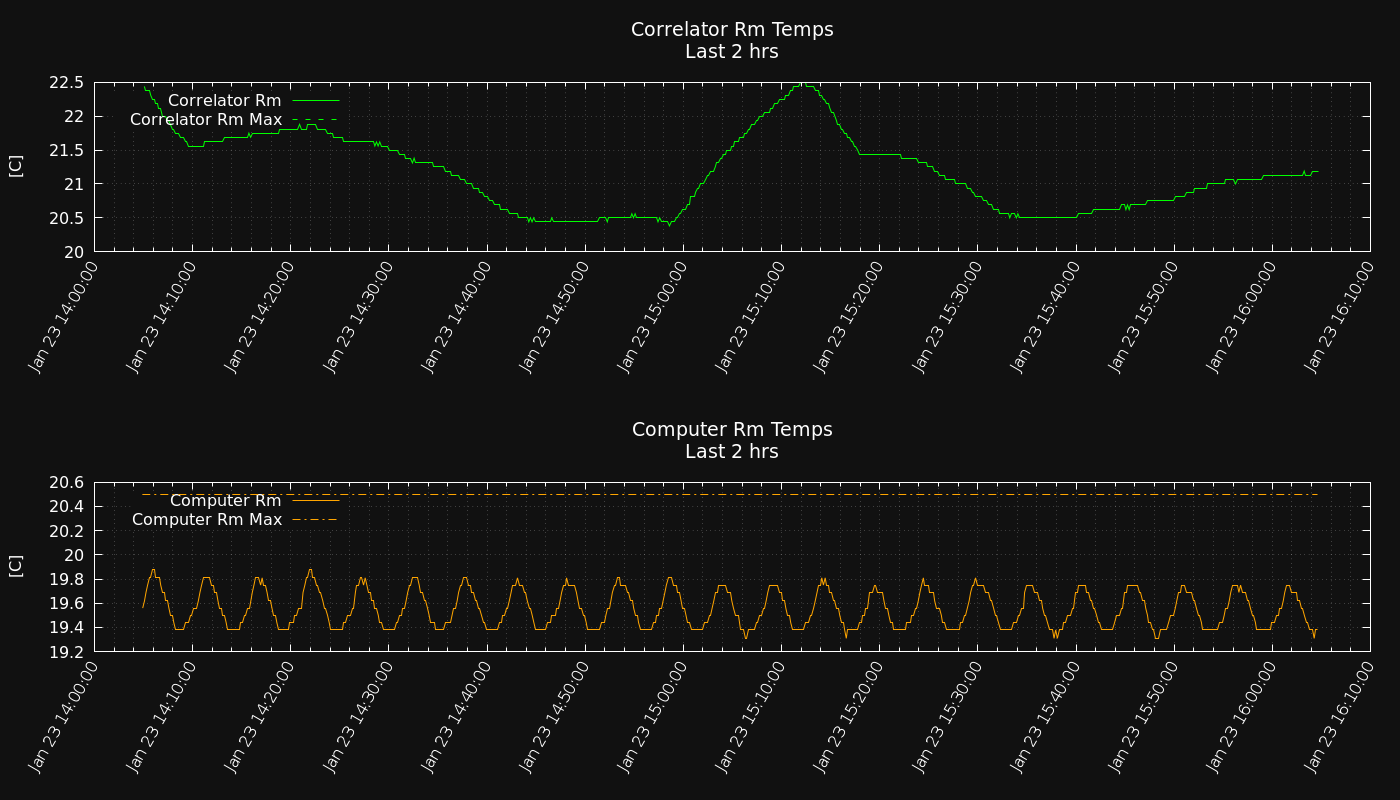 Correlator Rm Temps
Last 2 hrs
22.5
22
21.5
21
20.5
20
[C]
Correlator Rm
Correlator Rm Max
Jan 23 14:00:00
Jan 23 14:10:00
Jan 23 14:20:00
Jan 23 14:30:00
Jan 23 14:40:00
Jan 23 14:50:00
Jan 23 15:00:00
Jan 23 15:10:00
Jan 23 15:20:00
Jan 23 15:30:00
Jan 23 15:40:00
Jan 23 15:50:00
Jan 23 16:00:00
Jan 23 16:10:00
Computer Rm Temps
Last 2 hrs
20.6
20.4
20.2
20
19.8
19.6
19.4
19.2
[C]
Computer Rm
Computer Rm Max
Jan 23 14:00:00
Jan 23 14:10:00
Jan 23 14:20:00
Jan 23 14:30:00
Jan 23 14:40:00
Jan 23 14:50:00
Jan 23 15:00:00
Jan 23 15:10:00
Jan 23 15:20:00
Jan 23 15:30:00
Jan 23 15:40:00
Jan 23 15:50:00
Jan 23 16:00:00
Jan 23 16:10:00